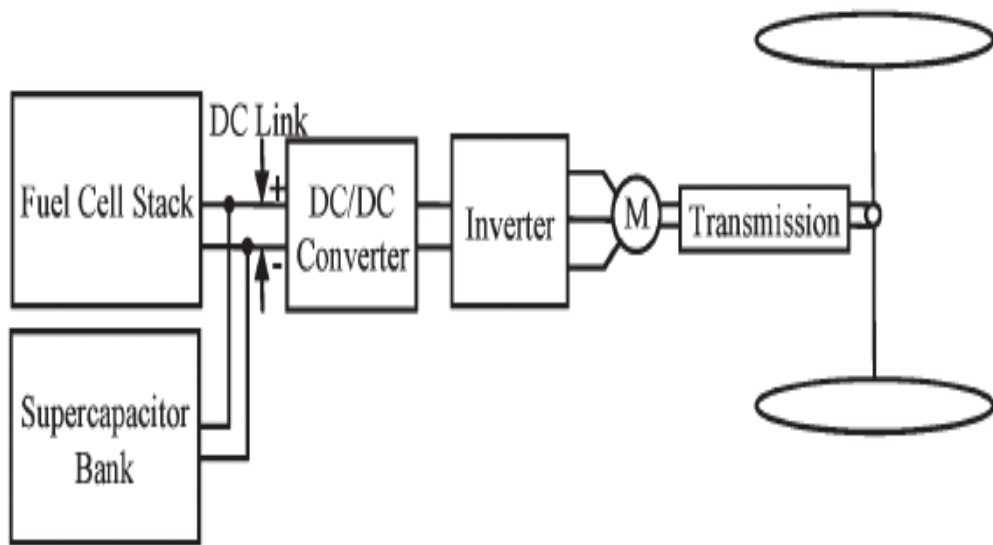 DC Link
Fuel Cell Stack
+
-
DC/DC
Converter
Inverter
M
Transmission
Supercapacitor
Bank